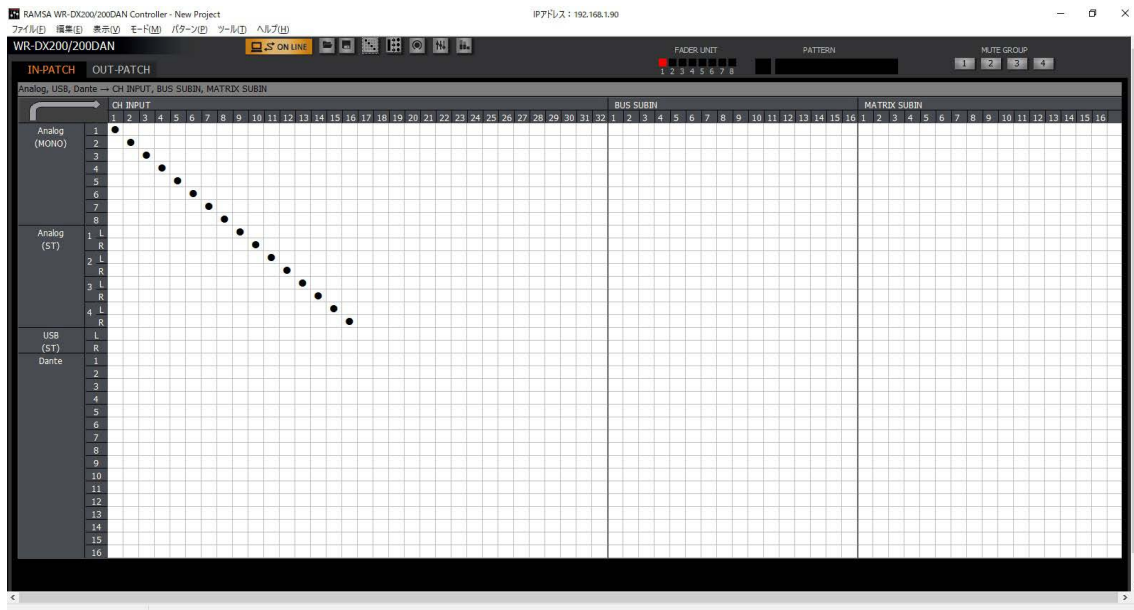 RAMSA WR-DX200/200DAN Controller - New Project
IPアドレス：192.168.1.90
ファイル(F) 編集(E) 表示(V) モード(M) パターン(P) ツール(T) ヘルプ(H)
WR-DX200/200DAN
ON LINE
FADER UNIT
1 2 3 4 5 6 7 8
PATTERN
MUTE GROUP
1 2 3 4
IN-PATCH OUT-PATCH
Analog, USB, Dante → CH INPUT, BUS SUBIN, MATRIX SUBIN
CH INPUT BUS SUBIN MATRIX SUBIN
1 2 3 4 5 6 7 8 9 10 11 12 13 14 15 16 17 18 19 20 21 22 23 24 25 26 27 28 29 30 31 32 1 2 3 4 5 6 7 8 9 10 11 12 13 14 15 16 1 2 3 4 5 6 7 8 9 10 11 12 13 14 15 16
Analog 1
(MONO) 2
3
4
5
6
7
8
Analog 1 L
(ST) R
2 L
R
3 L
R
4 L
R
USB L
(ST) R
Dante 1
2
3
4
5
6
7
8
9
10
11
12
13
14
15
16